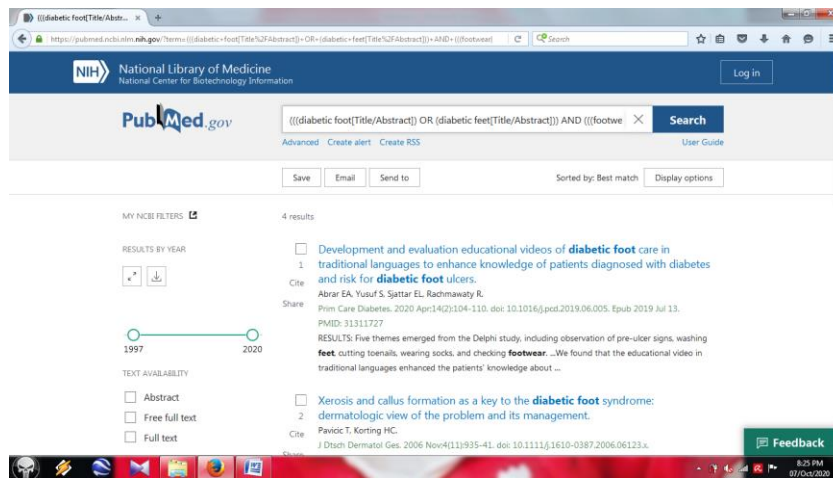 (((diabetic foot[Title/Abstr...
https://pubmed.ncbi.nlm.nih.gov/?term=(((diabetic+foot[Title%2FAbstract])+OR+(diabetic+feet[Title%2FAbstract]))+AND+(((footwear[
Search
NIH
National Library of Medicine
National Center for Biotechnology Information
Log in
PubMed.gov
(((diabetic foot[Title/Abstract]) OR (diabetic feet[Title/Abstract])) AND (((footwe
Search
Advanced Create alert Create RSS
User Guide
Save Email Send to
Sorted by: Best match Display options
MY NCBI FILTERS
4 results
RESULTS BY YEAR
1997 2020
TEXT AVAILABILITY
Abstract
Free full text
Full text
1
Cite
Share
Development and evaluation educational videos of diabetic foot care in
traditional languages to enhance knowledge of patients diagnosed with diabetes
and risk for diabetic foot ulcers.
Abrar EA, Yusuf S, Sjattar EL, Rachmawaty R.
Prim Care Diabetes. 2020 Apr;14(2):104-110. doi: 10.1016/j.pcd.2019.06.005. Epub 2019 Jul 13.
PMID: 31311727
RESULTS: Five themes emerged from the Delphi study, including observation of pre-ulcer signs, washing
feet, cutting toenails, wearing socks, and checking footwear. ...We found that the educational video in
traditional languages enhanced the patients' knowledge about ...
2
Cite
Share
Xerosis and callus formation as a key to the diabetic foot syndrome:
dermatologic view of the problem and its management.
Pavicic T, Korting HC.
J Dtsch Dermatol Ges. 2006 Nov;4(11):935-41. doi: 10.1111/j.1610-0387.2006.06123.x.
Feedback
8:25 PM
07/Oct/2020